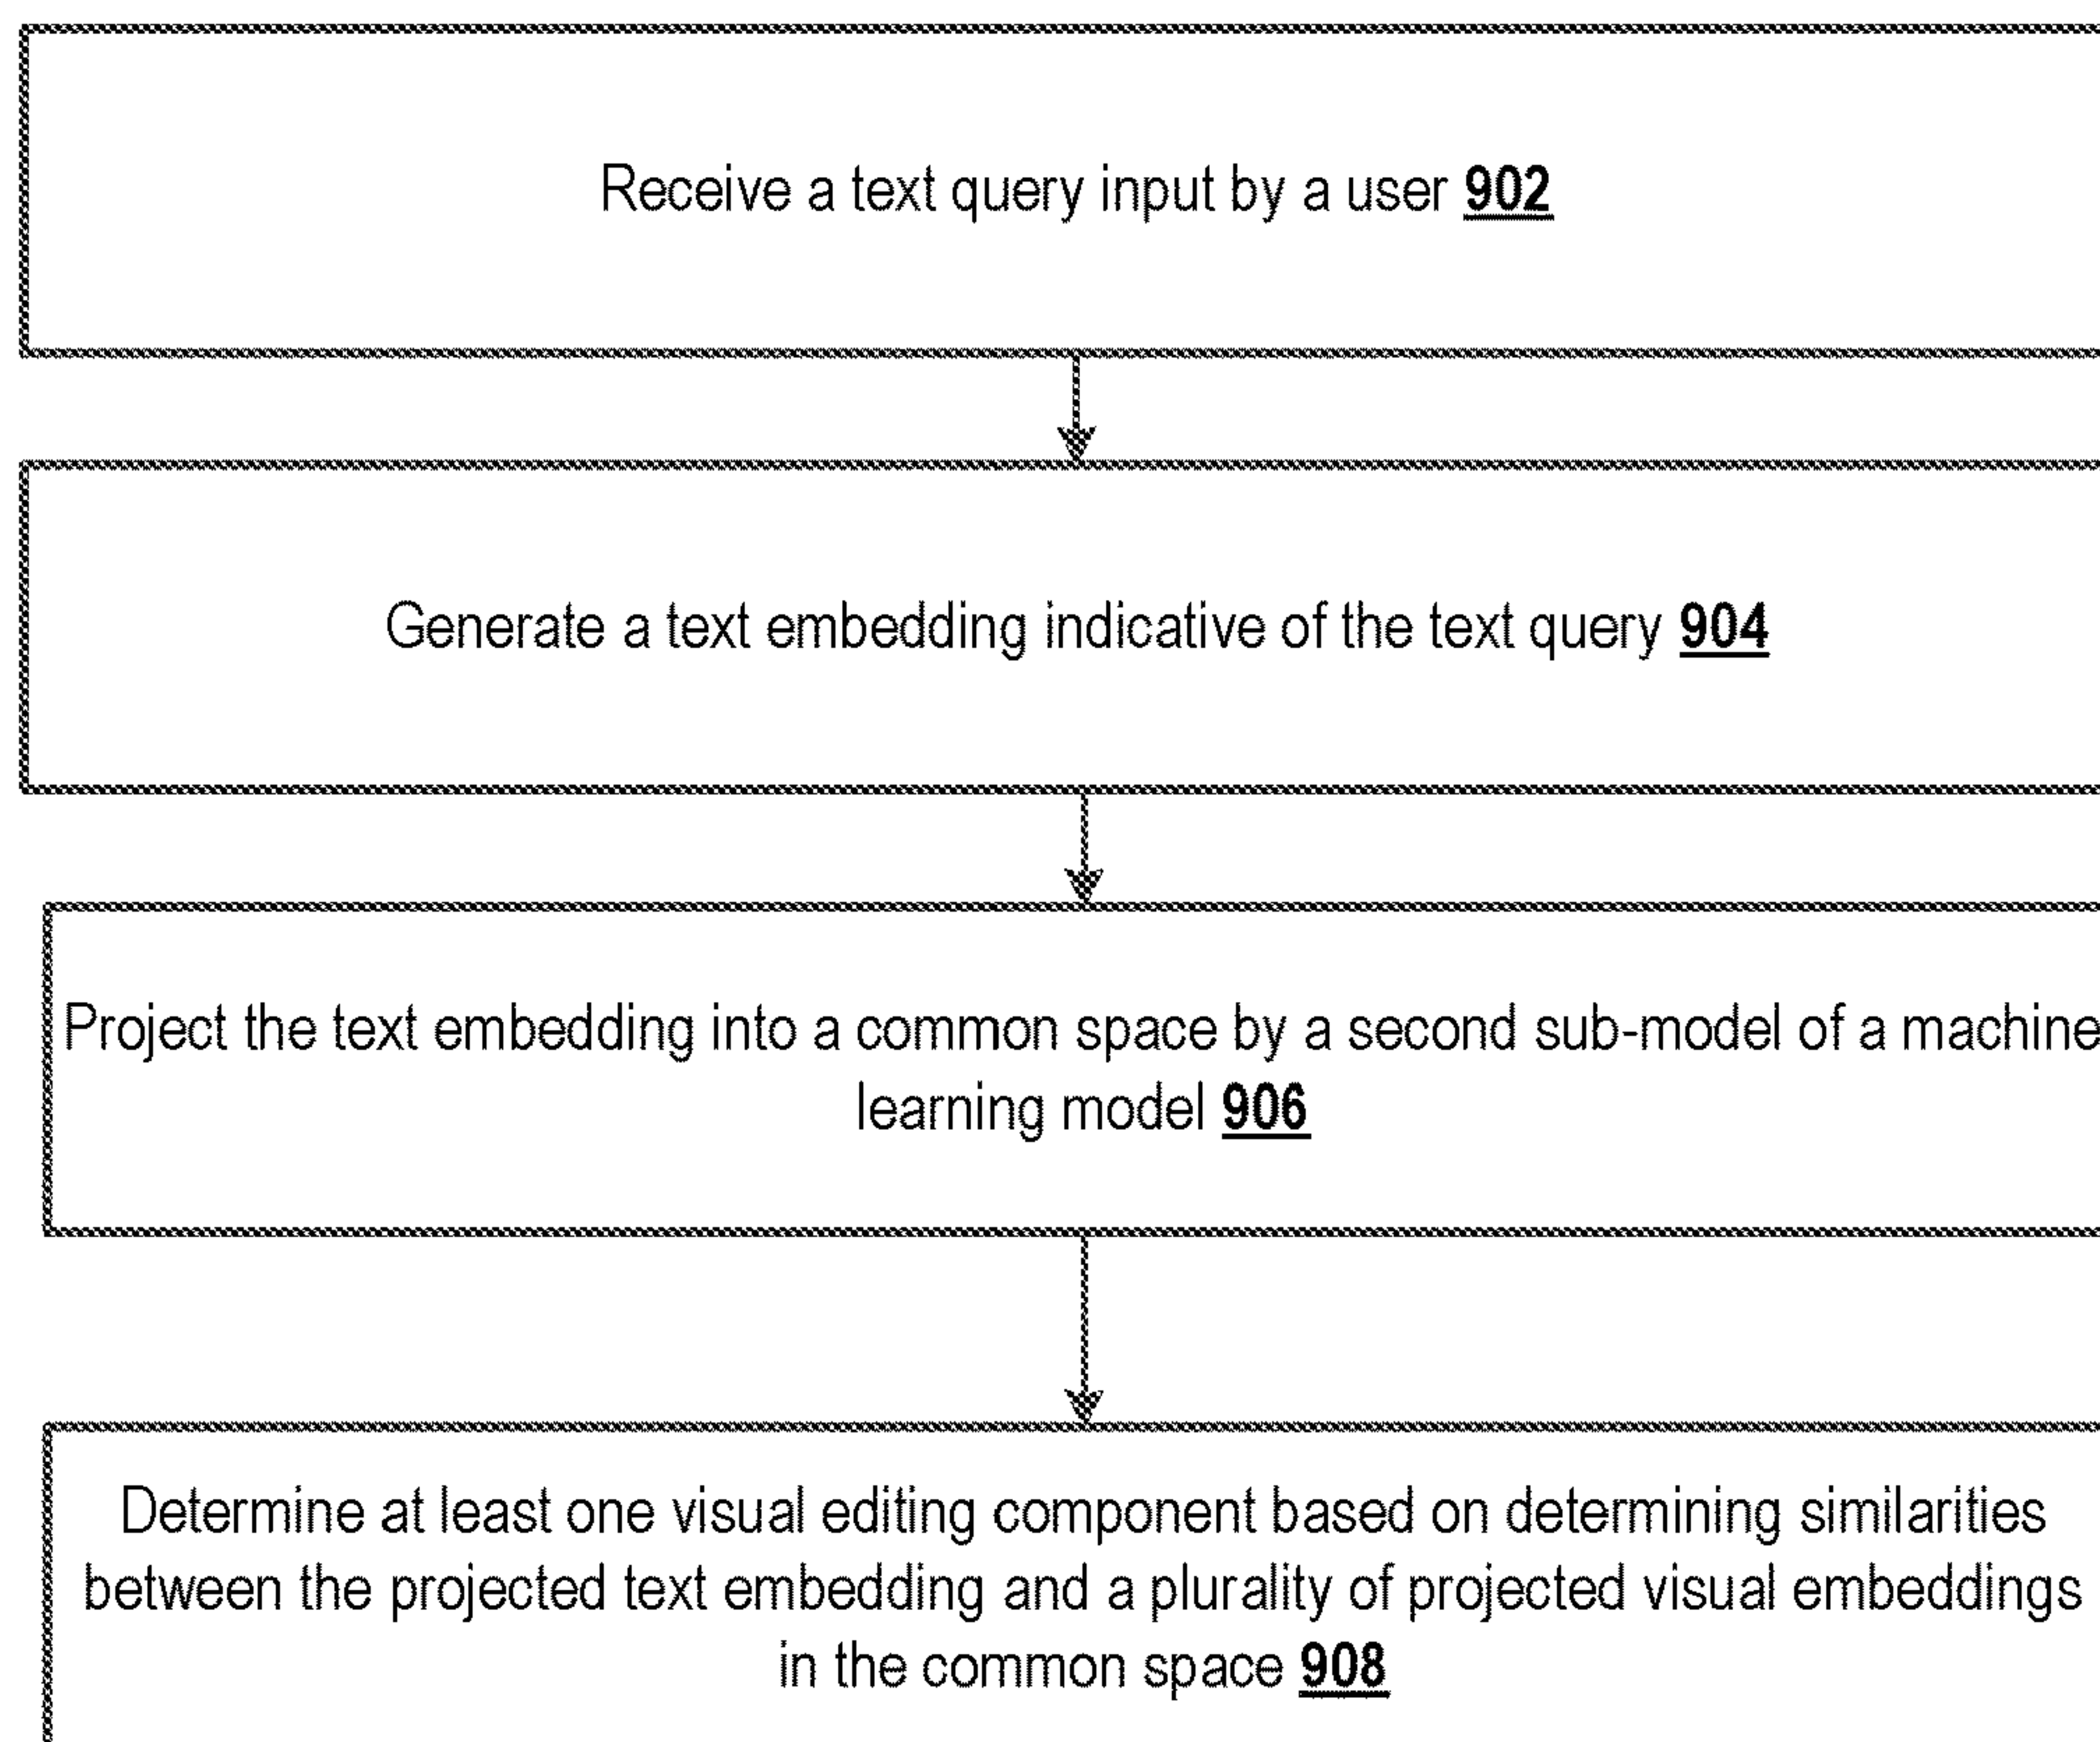 Receive a text query input by a user 902
Generate a text embedding indicative of the text query 904
Project the text embedding into a common space by a second sub-model of a machine
learning model 906
Determine at least one visual editing component based on determining similarities
between the projected text embedding and a plurality of projected visual embeddings
in the common space 908